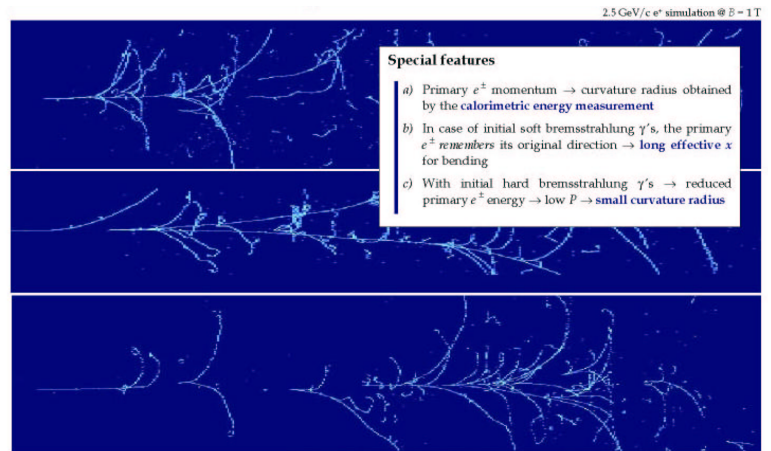 2.5 GeV/c e⁺ simulation @ B = 1 T
Special features
a) Primary e± momentum → curvature radius obtained
by the calorimetric energy measurement
b) In case of initial soft bremsstrahlung γ's, the primary
e± remembers its original direction → long effective x
for bending
c) With initial hard bremsstrahlung γ's → reduced
primary e± energy → low P → small curvature radius